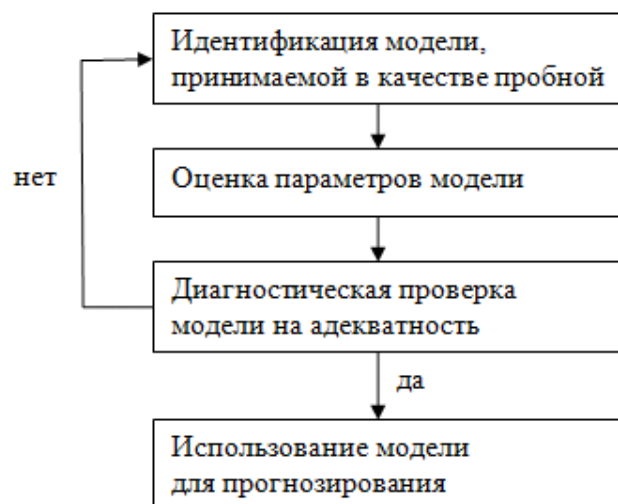 Идентификация модели,
принимаемой в качестве пробной
нет
Оценка параметров модели
Диагностическая проверка
модели на адекватность
да
Использование модели
для прогнозирования